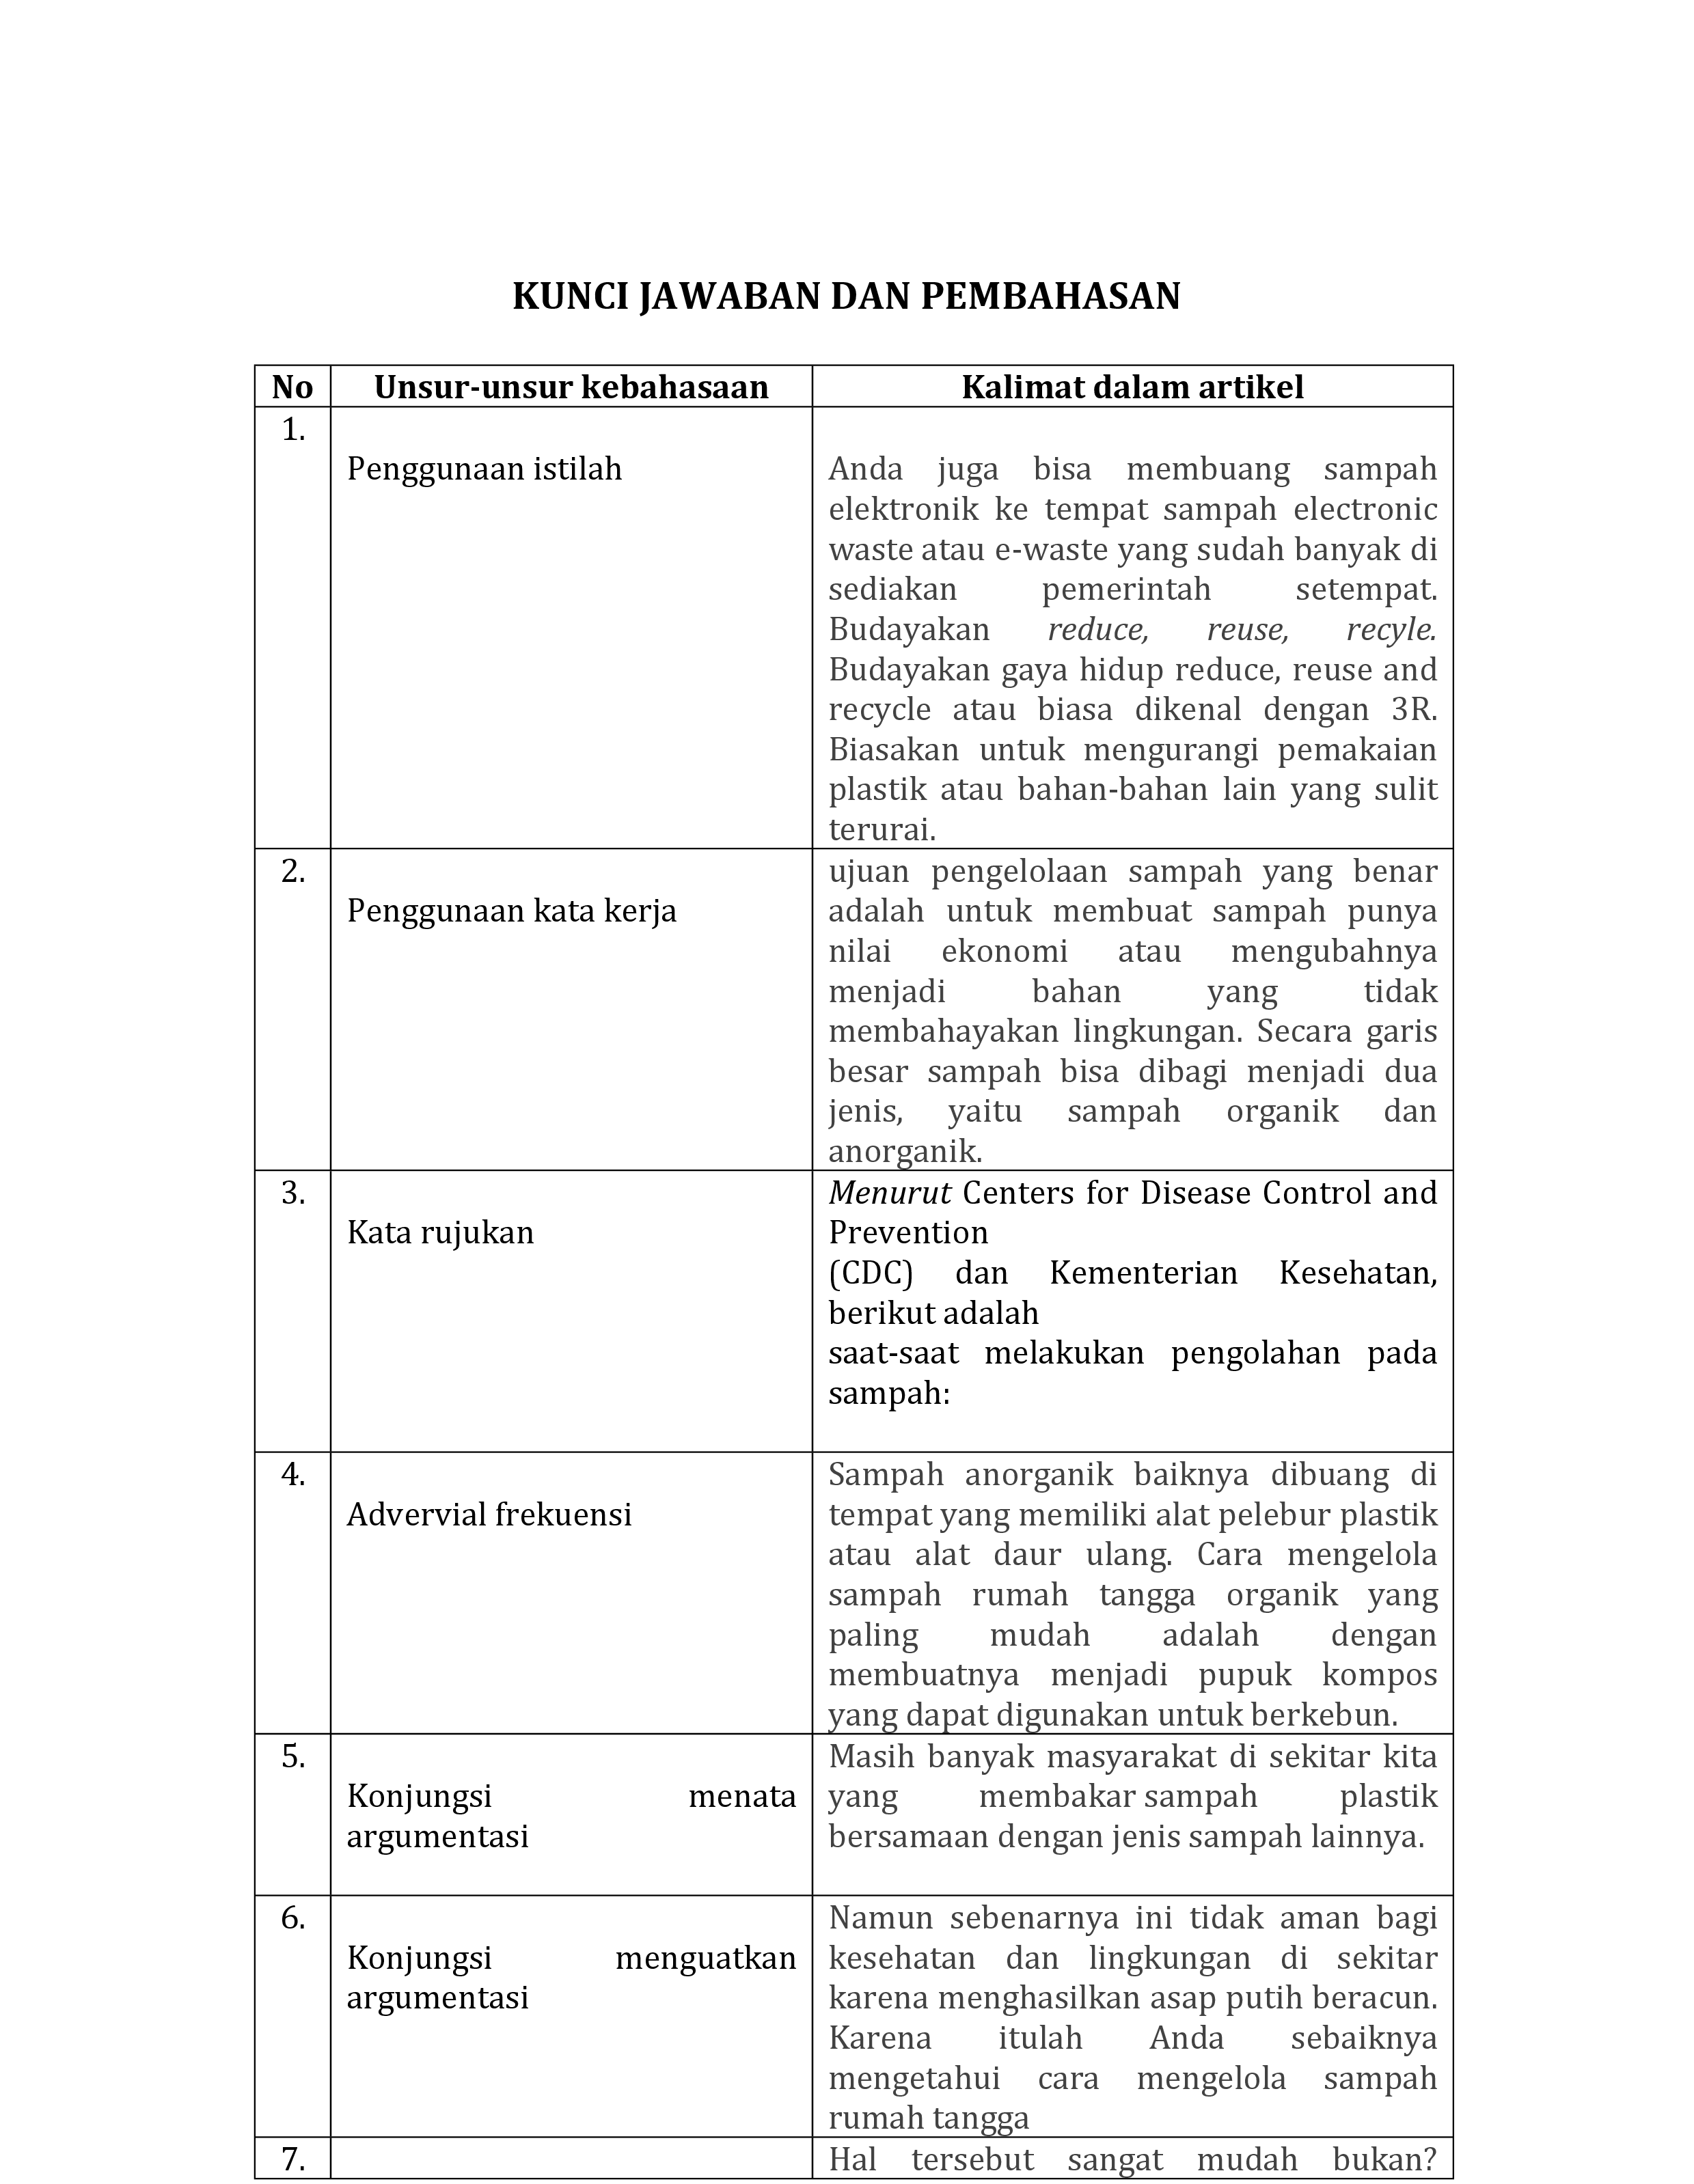 KUNCI JAWABAN DAN PEMBAHASAN
No Unsur-unsur kebahasaan Kalimat dalam artikel
1.
Penggunaan istilah
Anda juga bisa membuang sampah
elektronik ke tempat sampah electronic
waste atau e-waste yang sudah banyak di
sediakan pemerintah setempat.
Budayakan reduce, reuse, recyle.
Budayakan gaya hidup reduce, reuse and
recycle atau biasa dikenal dengan 3R.
Biasakan untuk mengurangi pemakaian
plastik atau bahan-bahan lain yang sulit
terurai.
2.
Penggunaan kata kerja
ujuan pengelolaan sampah yang benar
adalah untuk membuat sampah punya
nilai ekonomi atau mengubahnya
menjadi bahan yang tidak
membahayakan lingkungan. Secara garis
besar sampah bisa dibagi menjadi dua
jenis, yaitu sampah organik dan
anorganik.
3.
Kata rujukan
Menurut Centers for Disease Control and
Prevention
(CDC) dan Kementerian Kesehatan,
berikut adalah
saat-saat melakukan pengolahan pada
sampah:
4.
Advervial frekuensi
Sampah anorganik baiknya dibuang di
tempat yang memiliki alat pelebur plastik
atau alat daur ulang. Cara mengelola
sampah rumah tangga organik yang
paling mudah adalah dengan
membuatnya menjadi pupuk kompos
yang dapat digunakan untuk berkebun.
5.
Konjungsi menata
argumentasi
Masih banyak masyarakat di sekitar kita
yang membakar sampah plastik
bersamaan dengan jenis sampah lainnya.
6.
Konjungsi menguatkan
argumentasi
Namun sebenarnya ini tidak aman bagi
kesehatan dan lingkungan di sekitar
karena menghasilkan asap putih beracun.
Karena itulah Anda sebaiknya
mengetahui cara mengelola sampah
rumah tangga
7.
Hal tersebut sangat mudah bukan?